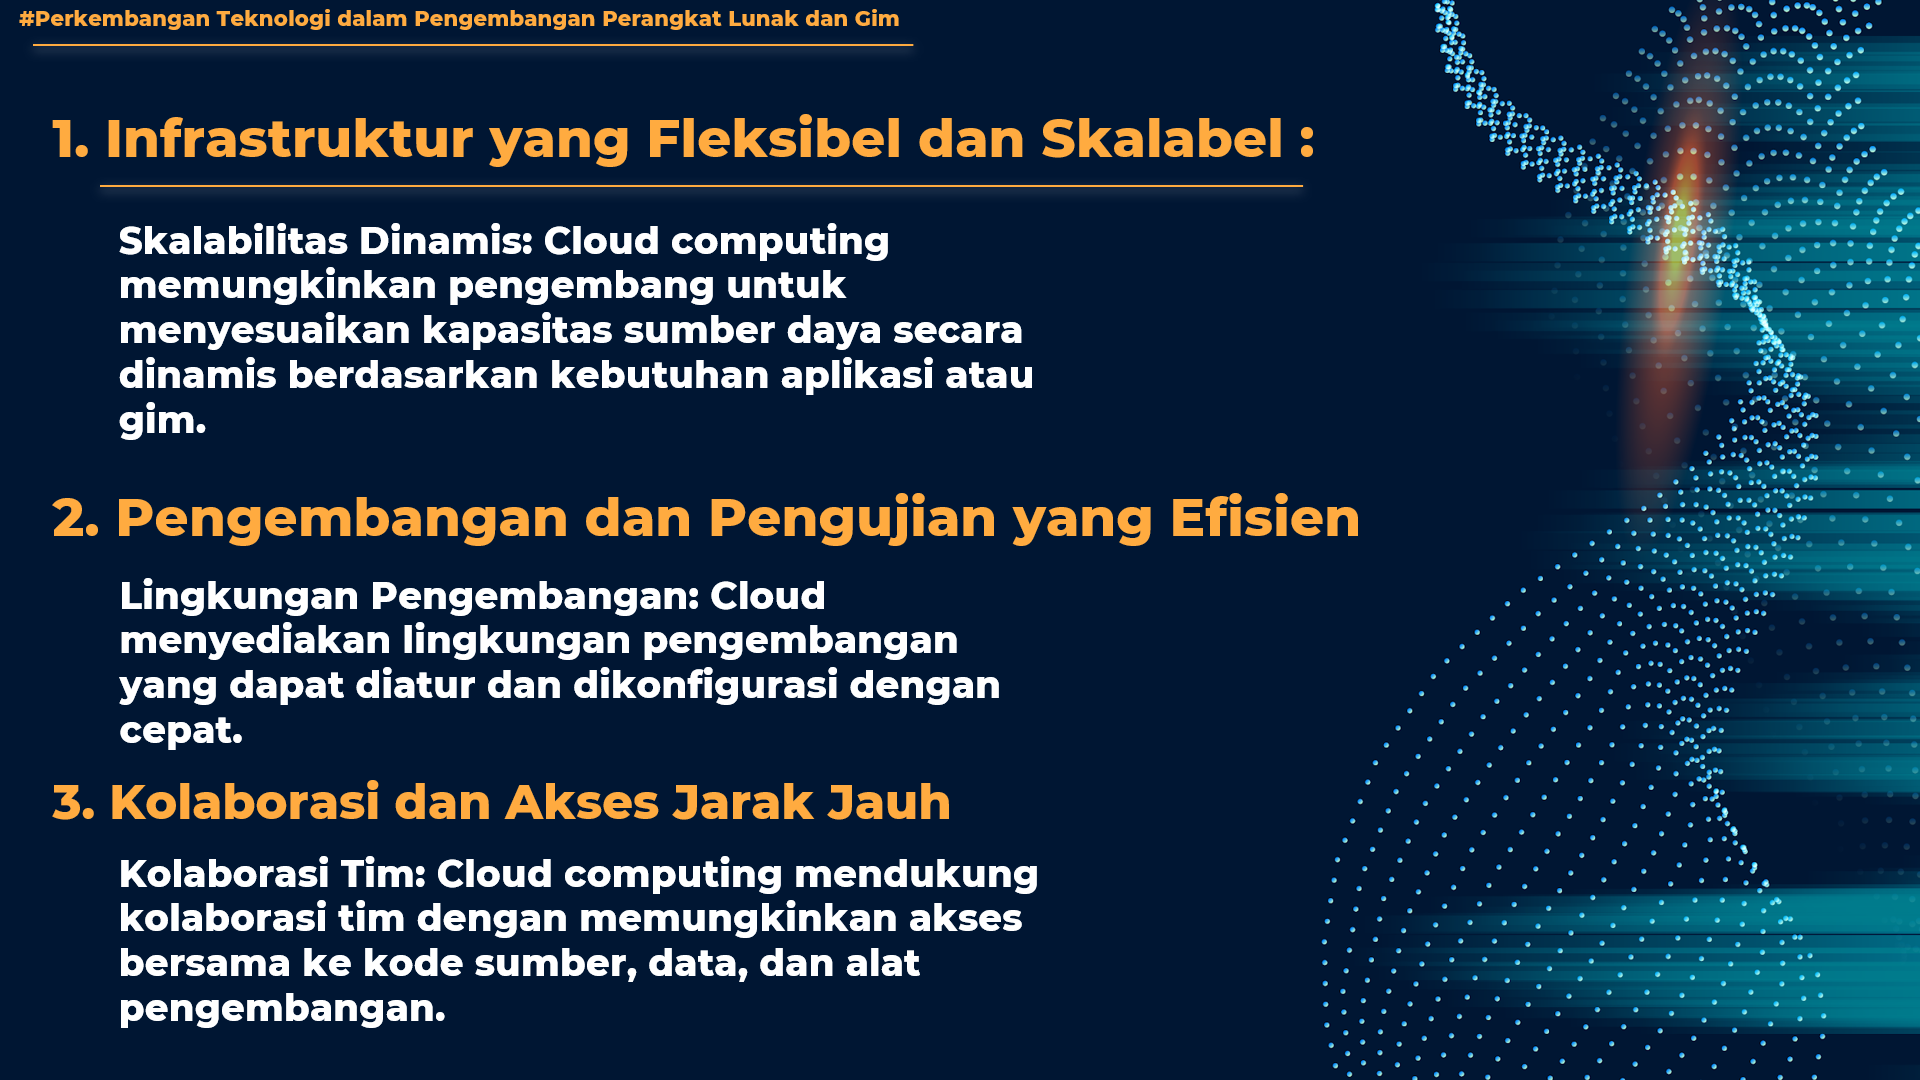 #Perkembangan Teknologi dalam Pengembangan Perangkat Lunak dan Gim
1. Infrastruktur yang Fleksibel dan Skalabel :
Skalabilitas Dinamis: Cloud computing
memungkinkan pengembang untuk
menyesuaikan kapasitas sumber daya secara
dinamis berdasarkan kebutuhan aplikasi atau
gim.
2. Pengembangan dan Pengujian yang Efisien
Lingkungan Pengembangan: Cloud
menyediakan lingkungan pengembangan
yang dapat diatur dan dikonfigurasi dengan
cepat.
3. Kolaborasi dan Akses Jarak Jauh
Kolaborasi Tim: Cloud computing mendukung
kolaborasi tim dengan memungkinkan akses
bersama ke kode sumber, data, dan alat
pengembangan.